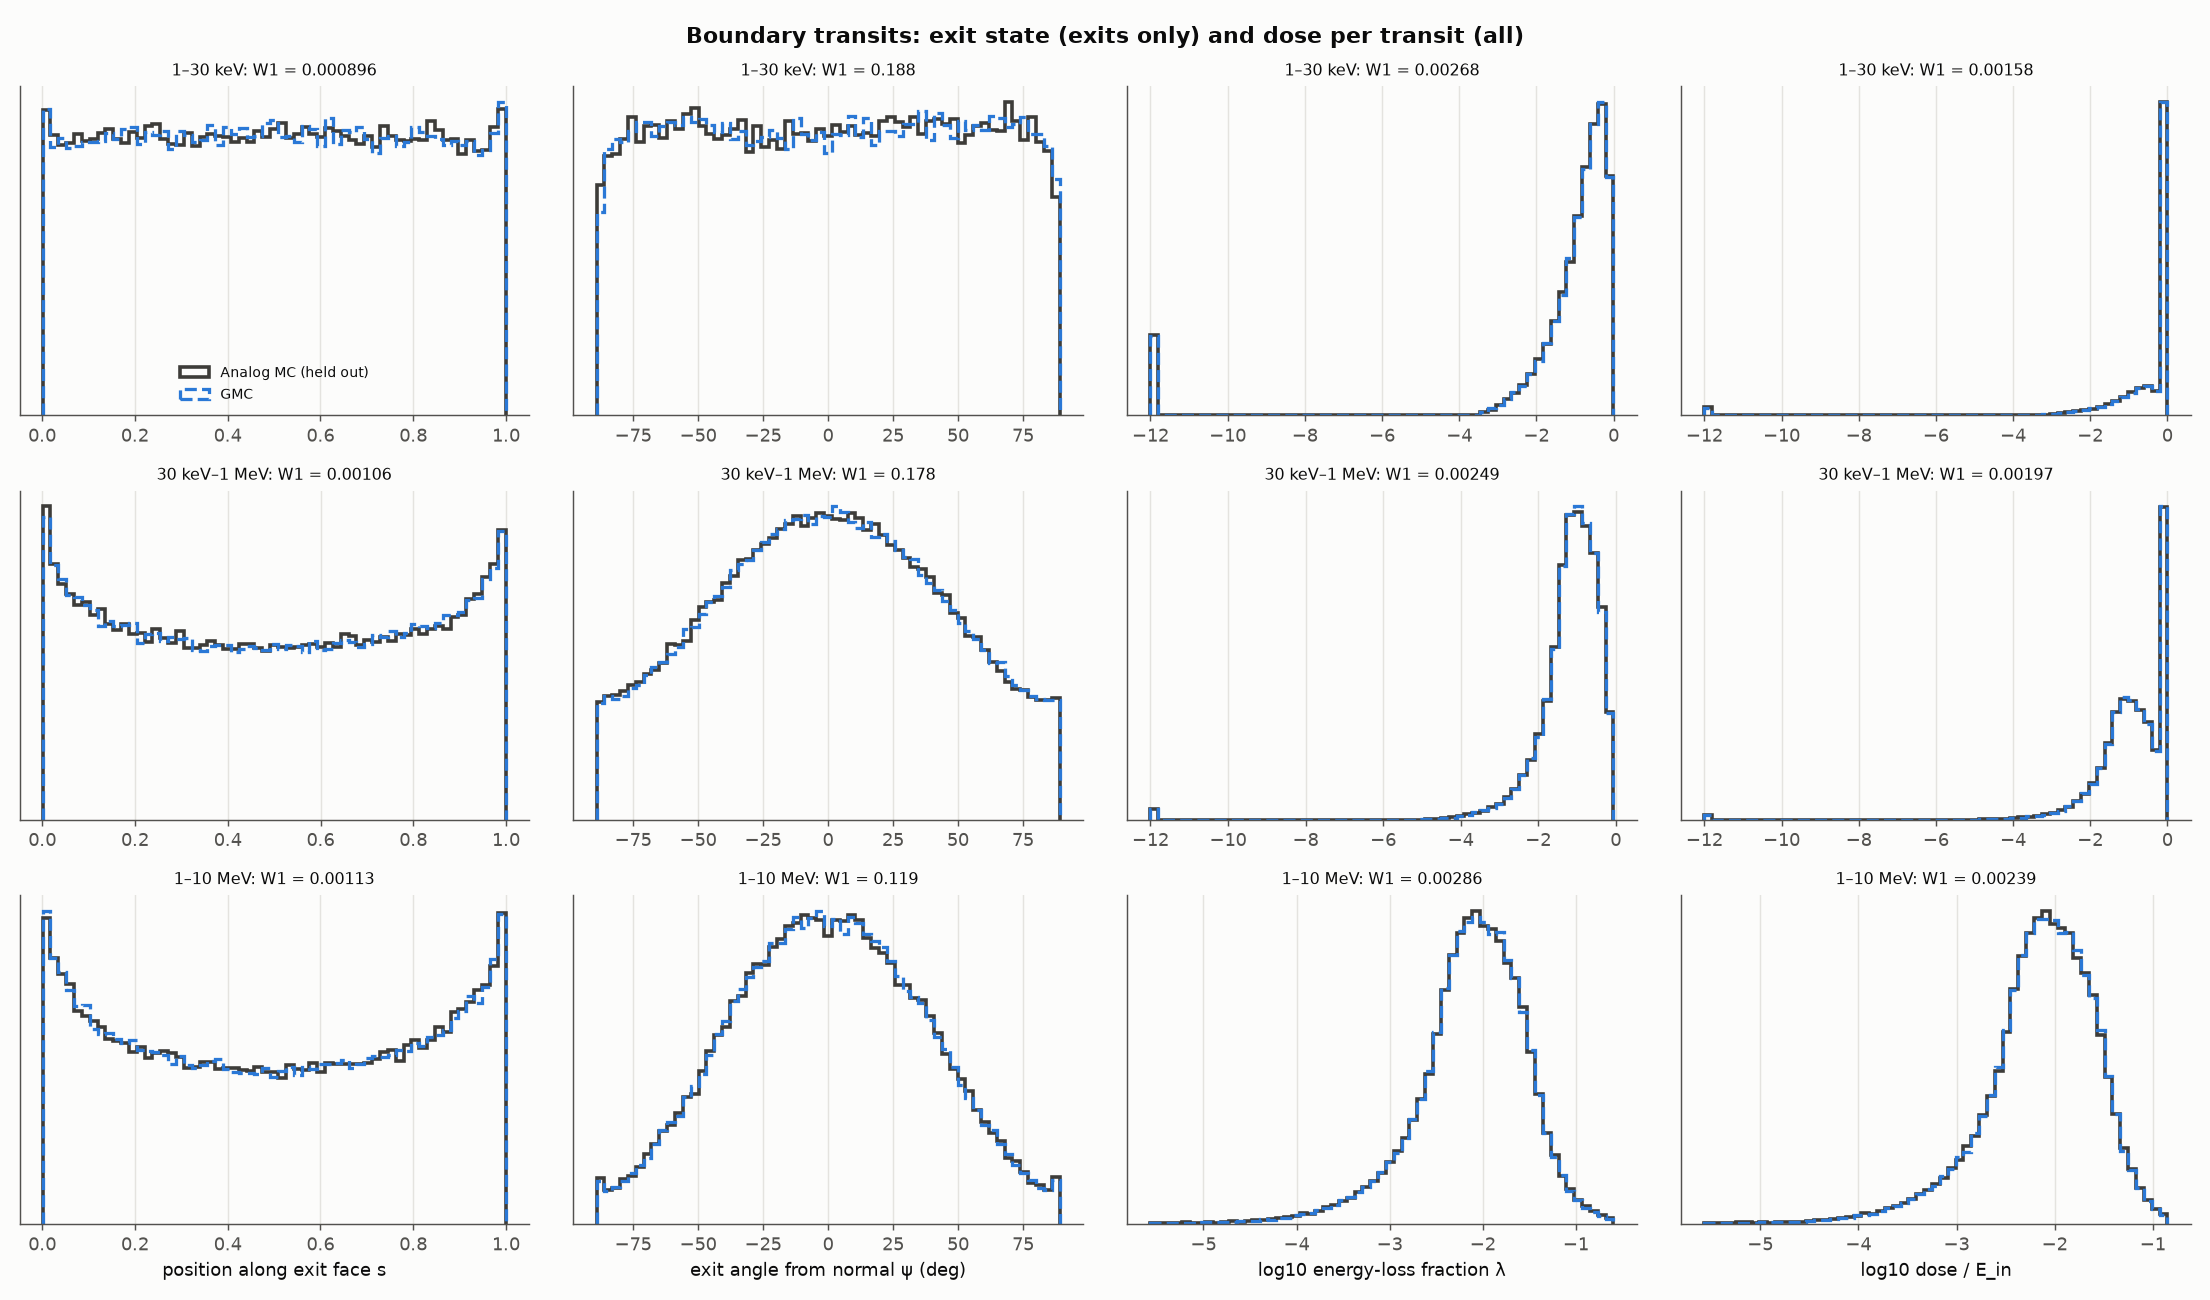 Boundary transits: exit state (exits only) and dose per transit (all)
1–30 keV: W1 = 0.000896
1–30 keV: W1 = 0.188
1–30 keV: W1 = 0.00268
1–30 keV: W1 = 0.00158
Analog MC (held out)
GMC
0.0 0.2 0.4 0.6 0.8 1.0
−75 −50 −25 0 25 50 75
−12 −10 −8 −6 −4 −2 0
−12 −10 −8 −6 −4 −2 0
30 keV–1 MeV: W1 = 0.00106
30 keV–1 MeV: W1 = 0.178
30 keV–1 MeV: W1 = 0.00249
30 keV–1 MeV: W1 = 0.00197
0.0 0.2 0.4 0.6 0.8 1.0
−75 −50 −25 0 25 50 75
−12 −10 −8 −6 −4 −2 0
−12 −10 −8 −6 −4 −2 0
1–10 MeV: W1 = 0.00113
1–10 MeV: W1 = 0.119
1–10 MeV: W1 = 0.00286
1–10 MeV: W1 = 0.00239
0.0 0.2 0.4 0.6 0.8 1.0
−75 −50 −25 0 25 50 75
−5 −4 −3 −2 −1
−5 −4 −3 −2 −1
position along exit face s
exit angle from normal ψ (deg)
log10 energy-loss fraction λ
log10 dose / E_in